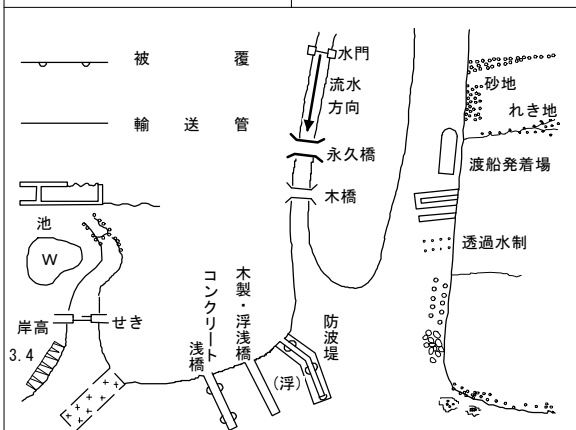 被覆
輸送管
水門
流水
方向
永久橋
木橋
砂地
れき地
渡船発着場
透過水制
池
W
岸高
3.4
せき
コンクリート
浅橋
木製・浮浅橋
防波堤
(浮)